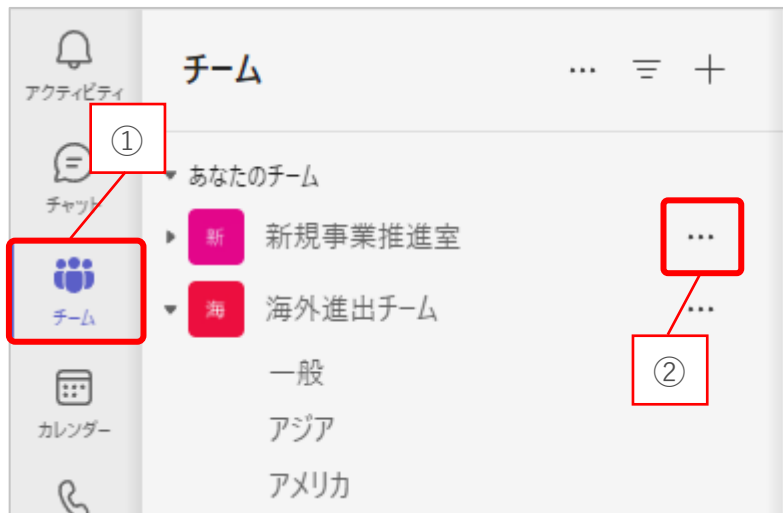 アクティビティ
①
チャット
チーム
カレンダー
チーム
… +
あなたのチーム
新 新規事業推進室 …
海 海外進出チーム …
②
一般
アジア
アメリカ